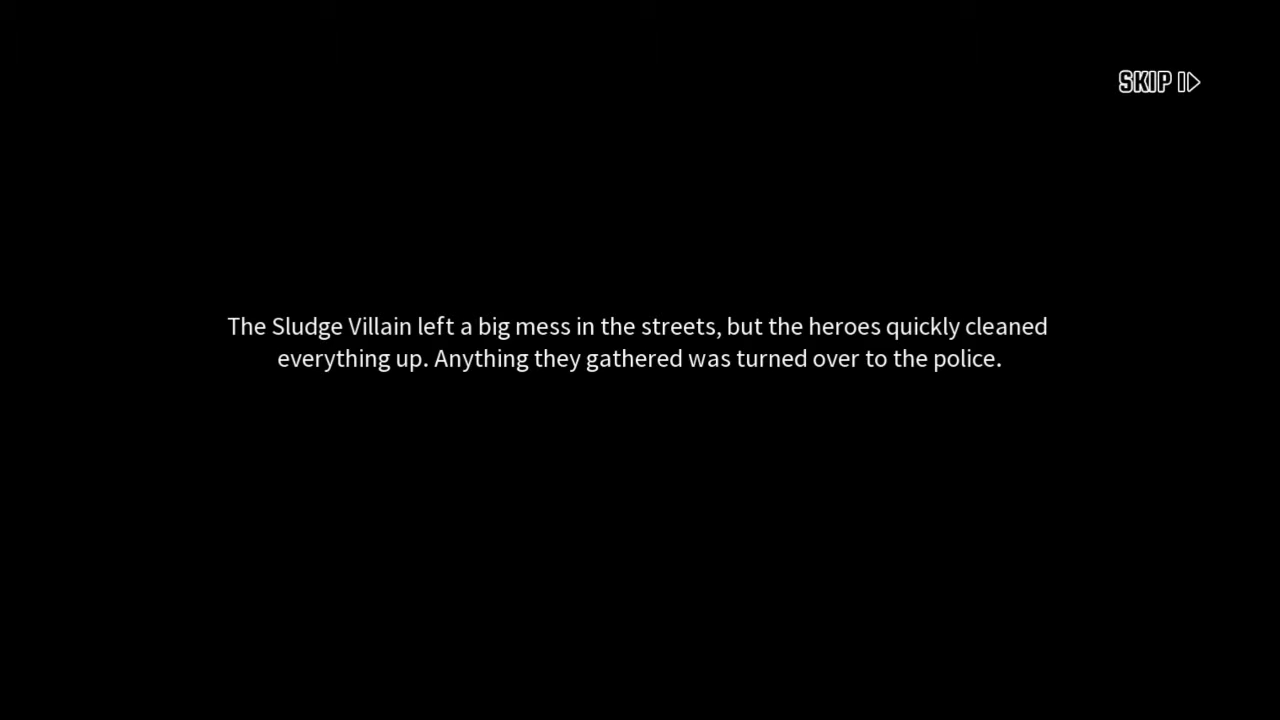 SKIP
The Sludge Villain left a big mess in the streets, but the heroes quickly cleaned
everything up. Anything they gathered was turned over to the police.